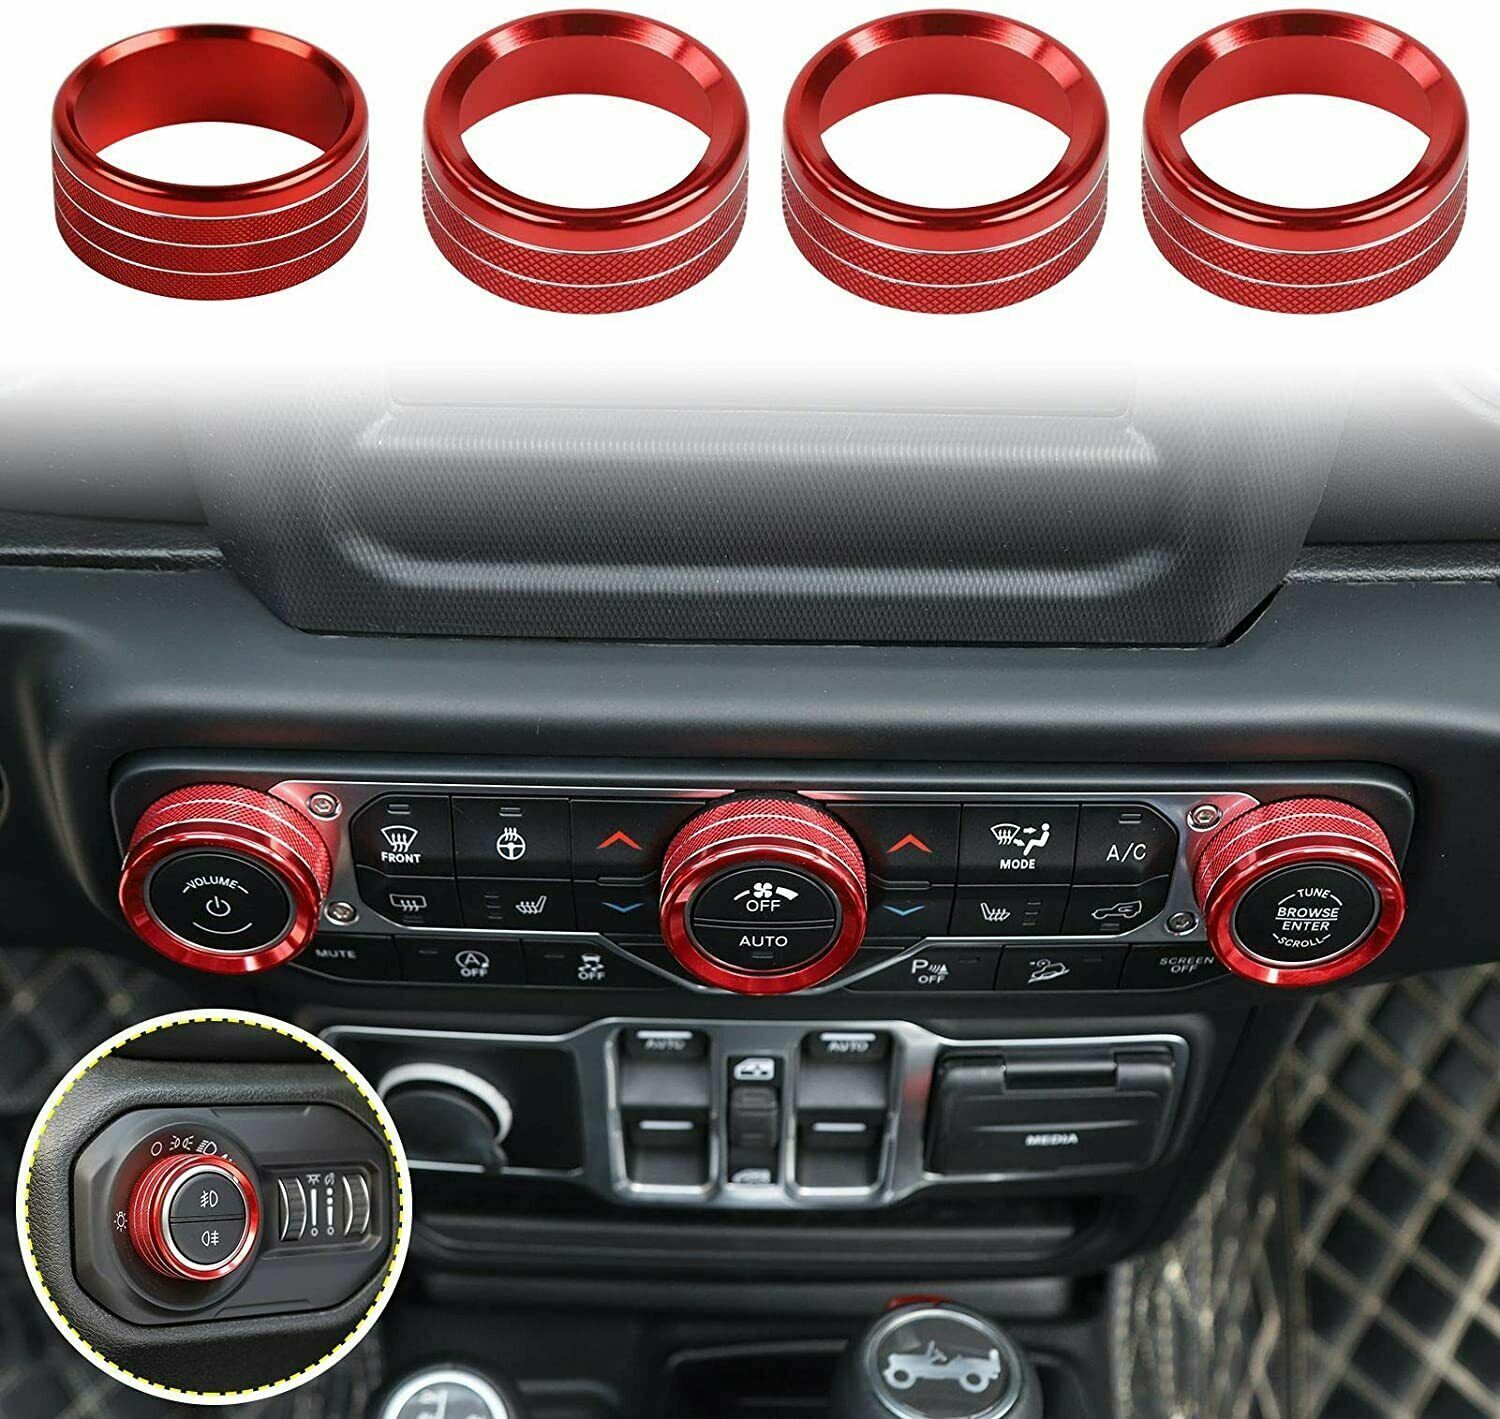 FRONT
MODE
A/C
VOLUME
OFF
AUTO
TUNE
BROWSE
ENTER
SCROLL
MUTE
A
OFF
OFF
P
OFF
SCREEN
OFF
AUTO
AUTO
MEDIA